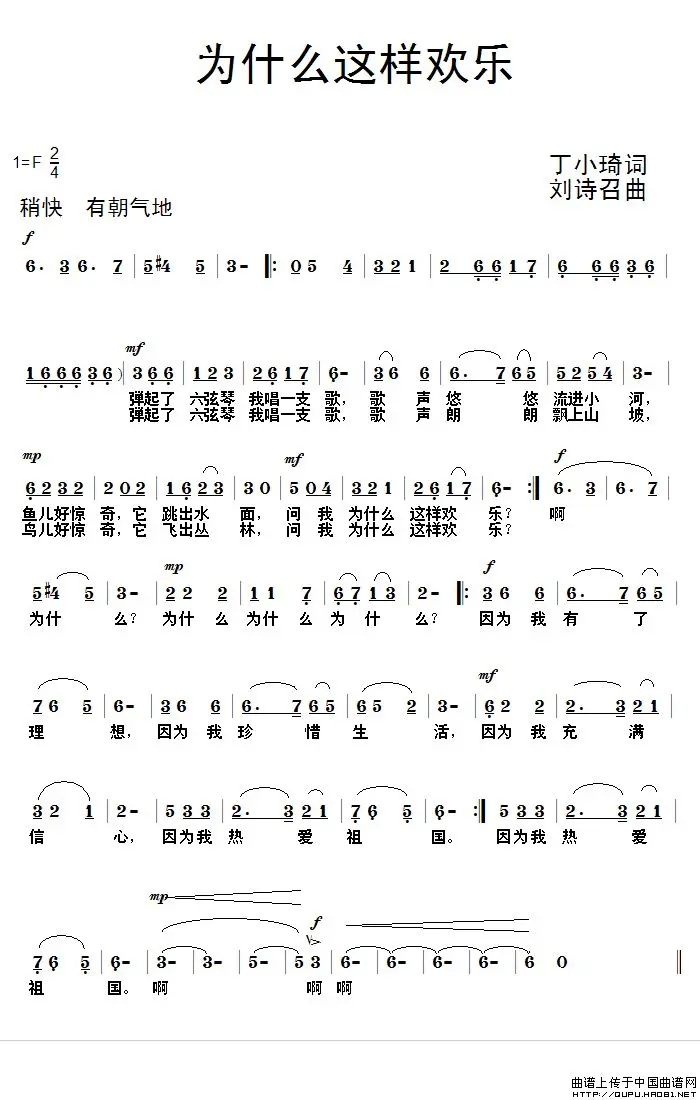 为什么这样欢乐
1=F 2/4
丁小琦词
刘诗召曲
稍快 有朝气地
f
6. 3 6. 7 | 5 #4 5 | 3 - |: 0 5 4 | 3 2 1 | 2 6 6 1 7 | 6 6 6 3 6 |
mf
1 6 6 6 3 6 ) | 3 6 6 | 1 2 3 | 2 6 1 7 | 6 - | 3 6 6 | 6. 7 6 5 | 5 2 5 4 | 3 - |
弹起了 六弦琴 我唱一支 歌， 歌 声 悠 悠 流进小 河，
弹起了 六弦琴 我唱一支 歌， 歌 声 朗 朗 飘上山 坡，
mp mf f
6 2 3 2 | 2 0 2 | 1 6 2 3 | 3 0 | 5 0 4 | 3 2 1 | 2 6 1 7 | 6 - :| 6. 3 | 6. 7 |
鱼儿好惊 奇，它 跳出水 面， 问 我 为什么 这样欢 乐？ 啊
鸟儿好惊 奇，它 飞出丛 林， 问 我 为什么 这样欢 乐？
mp f
5 #4 5 | 3 - | 2 2 2 | 1 1 7 | 6 7 1 3 | 2 - |: 3 6 6 | 6. 7 6 5 |
为什 么？ 为什 么 为什 么 为 什 么？ 因为 我 有 了
mf
7 6 5 | 6 - | 3 6 6 | 6. 7 6 5 | 6 5 2 | 3 - | 6 2 2 | 2. 3 2 1 |
理 想， 因为 我 珍 惜 生 活， 因为 我 充 满
3 2 1 | 2 - | 5 3 3 | 2. 3 2 1 | 7 6 5 | 6 - :| 5 3 3 | 2. 3 2 1 |
信 心， 因为我 热 爱 祖 国。 因为我 热 爱
mp f
7 6 5 | 6 - | 3 - | 3 - | 5 - | 5 3 | 6 - | 6 - | 6 - | 6 - | 6 0 ‖
祖 国。 啊 啊 啊
曲谱上传于中国曲谱网
HTTP://QUPU.HAO81.NET